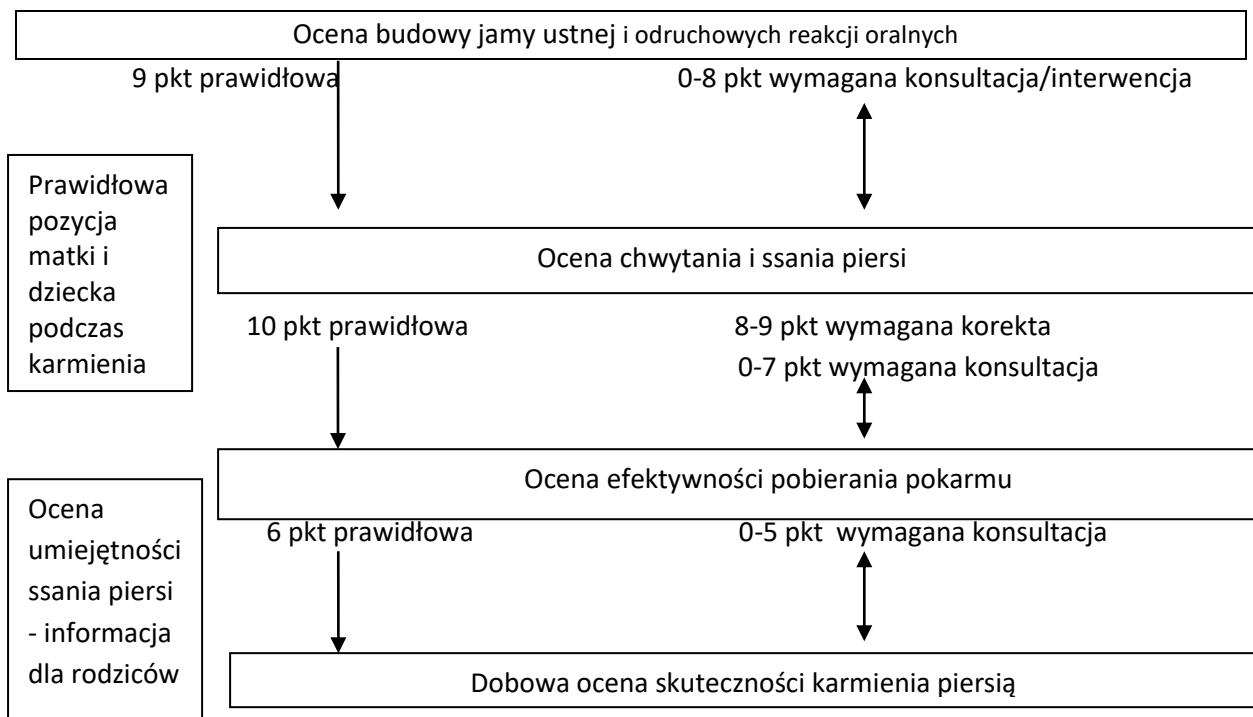 Ocena budowy jamy ustnej i odruchowych reakcji oralnych
9 pkt prawidłowa
0-8 pkt wymagana konsultacja/interwencja
Prawidłowa
pozycja
matki i
dziecka
podczas
karmienia
Ocena chwytania i ssania piersi
10 pkt prawidłowa
8-9 pkt wymagana korekta
0-7 pkt wymagana konsultacja
Ocena efektywności pobierania pokarmu
Ocena
umiejętności
ssania piersi
- informacja
dla rodziców
6 pkt prawidłowa
0-5 pkt wymagana konsultacja
Dobowa ocena skuteczności karmienia piersią